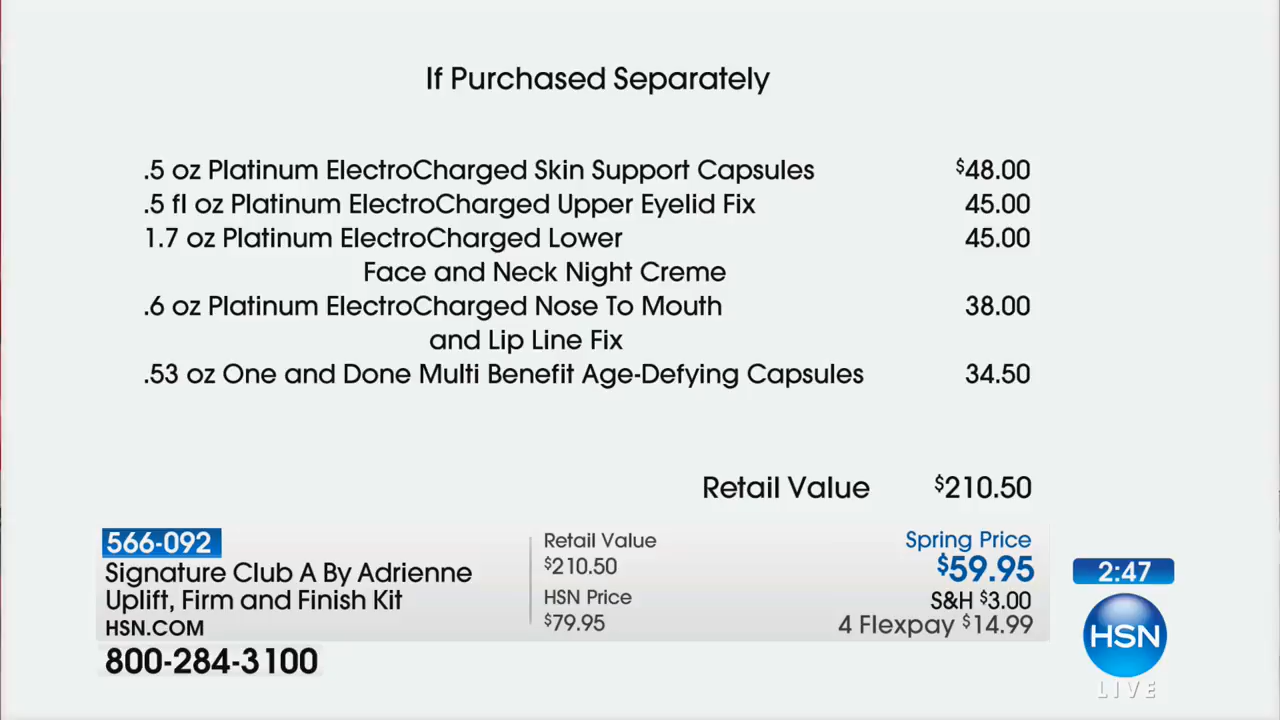 If Purchased Separately
.5 oz Platinum ElectroCharged Skin Support Capsules $48.00
.5 fl oz Platinum ElectroCharged Upper Eyelid Fix 45.00
1.7 oz Platinum ElectroCharged Lower 45.00
Face and Neck Night Creme
.6 oz Platinum ElectroCharged Nose To Mouth 38.00
and Lip Line Fix
.53 oz One and Done Multi Benefit Age-Defying Capsules 34.50
Retail Value $210.50
566-092
Signature Club A By Adrienne
Uplift, Firm and Finish Kit
HSN.COM
800-284-3100
Retail Value
$210.50
HSN Price
$79.95
Spring Price
$59.95
S&H $3.00
4 Flexpay $14.99
2:47
HSN
LIVE